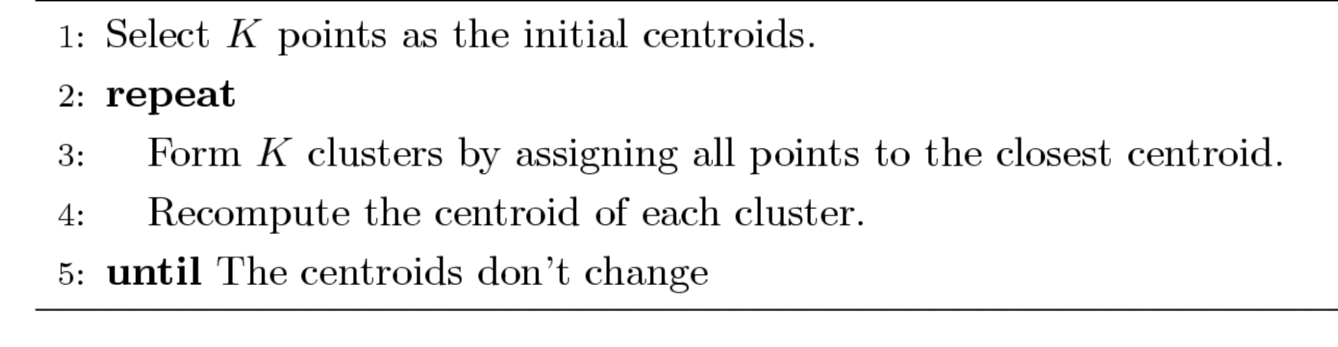 1: Select K points as the initial centroids.
2: repeat
3: Form K clusters by assigning all points to the closest centroid.
4: Recompute the centroid of each cluster.
5: until The centroids don't change